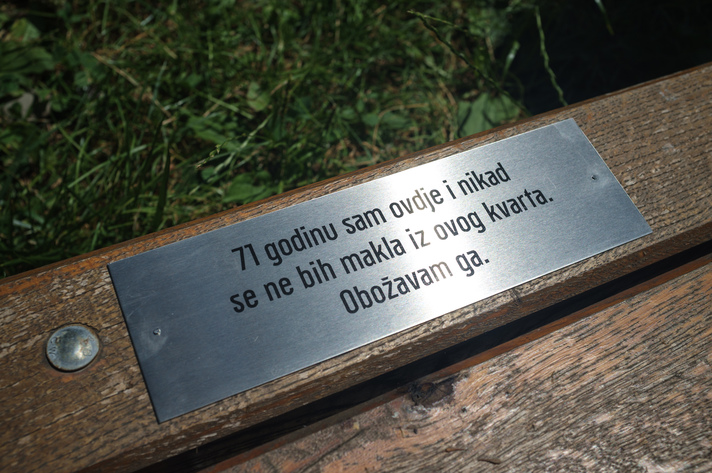 71 godinu sam ovdje i nikad
se ne bih makla iz ovog kvarta.
Obožavam ga.